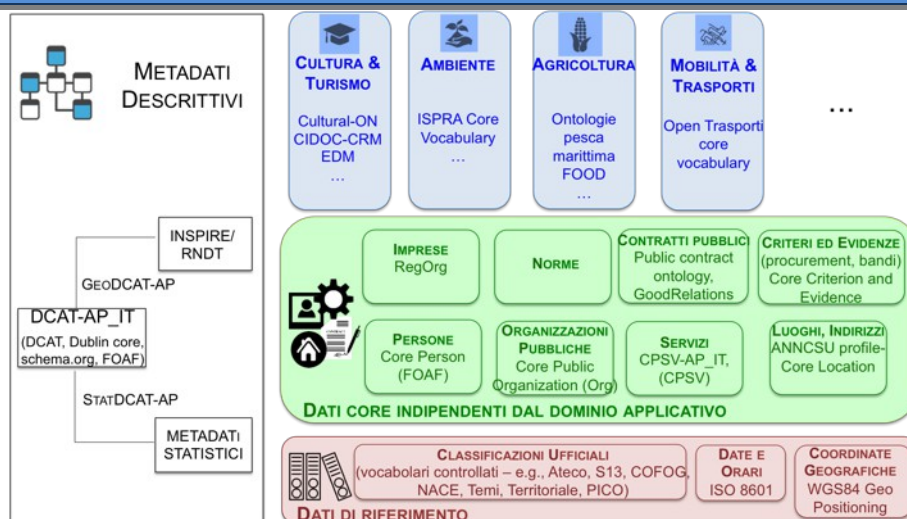 METADATI
DESCRITTIVI
INSPIRE/
RNDT
GEODCAT-AP
DCAT-AP_IT
(DCAT, Dublin core,
schema.org, FOAF)
STATDCAT-AP
METADATI
STATISTICI
CULTURA &
TURISMO
Cultural-ON
CIDOC-CRM
EDM
...
AMBIENTE
ISPRA Core
Vocabulary
...
AGRICOLTURA
Ontologie
pesca
marittima
FOOD
...
MOBILITÀ &
TRASPORTI
Open Trasporti
core
vocabulary
...
IMPRESE
RegOrg
NORME
CONTRATTI PUBBLICI
Public contract
ontology,
GoodRelations
CRITERI ED EVIDENZE
(procurement, bandi)
Core Criterion and
Evidence
PERSONE
Core Person
(FOAF)
ORGANIZZAZIONI
PUBBLICHE
Core Public
Organization (Org)
SERVIZI
CPSV-AP_IT,
(CPSV)
LUOGHI, INDIRIZZI
ANNCSU profile-
Core Location
DATI CORE INDIPENDENTI DAL DOMINIO APPLICATIVO
CLASSIFICAZIONI UFFICIALI
(vocabolari controllati – e.g., Ateco, S13, COFOG,
NACE, Temi, Territoriale, PICO)
DATE E
ORARI
ISO 8601
COORDINATE
GEOGRAFICHE
WGS84 Geo
Positioning
DATI DI RIFERIMENTO